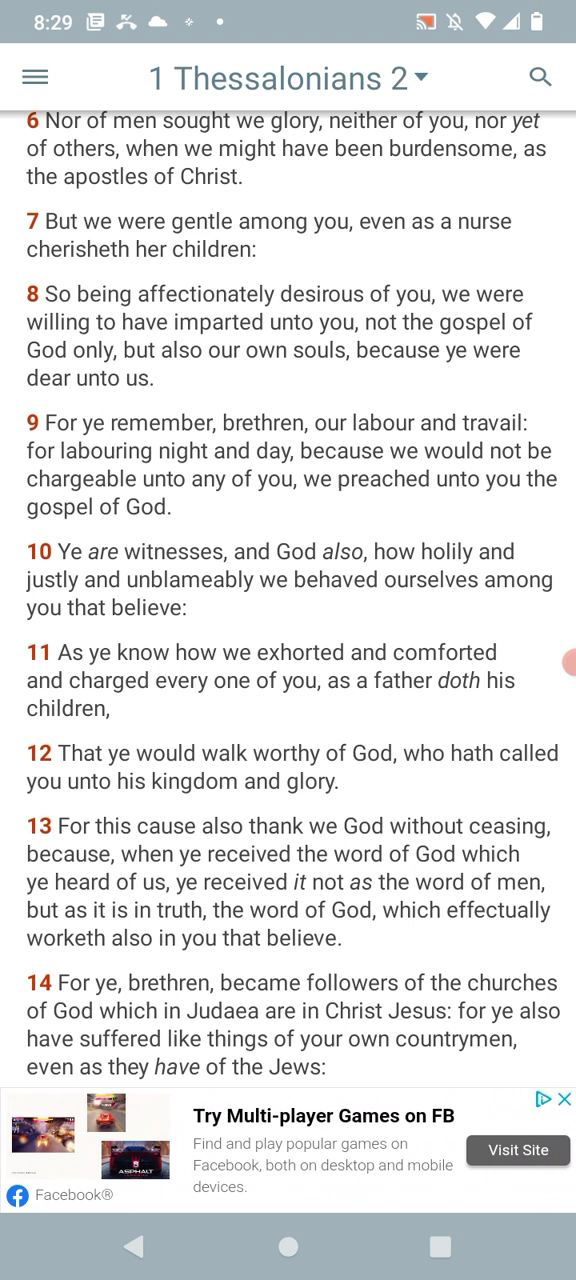 8:29
1 Thessalonians 2
6 Nor of men sought we glory, neither of you, nor yet
of others, when we might have been burdensome, as
the apostles of Christ.
7 But we were gentle among you, even as a nurse
cherisheth her children:
8 So being affectionately desirous of you, we were
willing to have imparted unto you, not the gospel of
God only, but also our own souls, because ye were
dear unto us.
9 For ye remember, brethren, our labour and travail:
for labouring night and day, because we would not be
chargeable unto any of you, we preached unto you the
gospel of God.
10 Ye are witnesses, and God also, how holily and
justly and unblameably we behaved ourselves among
you that believe:
11 As ye know how we exhorted and comforted
and charged every one of you, as a father doth his
children,
12 That ye would walk worthy of God, who hath called
you unto his kingdom and glory.
13 For this cause also thank we God without ceasing,
because, when ye received the word of God which
ye heard of us, ye received it not as the word of men,
but as it is in truth, the word of God, which effectually
worketh also in you that believe.
14 For ye, brethren, became followers of the churches
of God which in Judaea are in Christ Jesus: for ye also
have suffered like things of your own countrymen,
even as they have of the Jews:
Try Multi-player Games on FB
Find and play popular games on
Facebook, both on desktop and mobile
devices.
Visit Site
ASPHALT
Facebook®